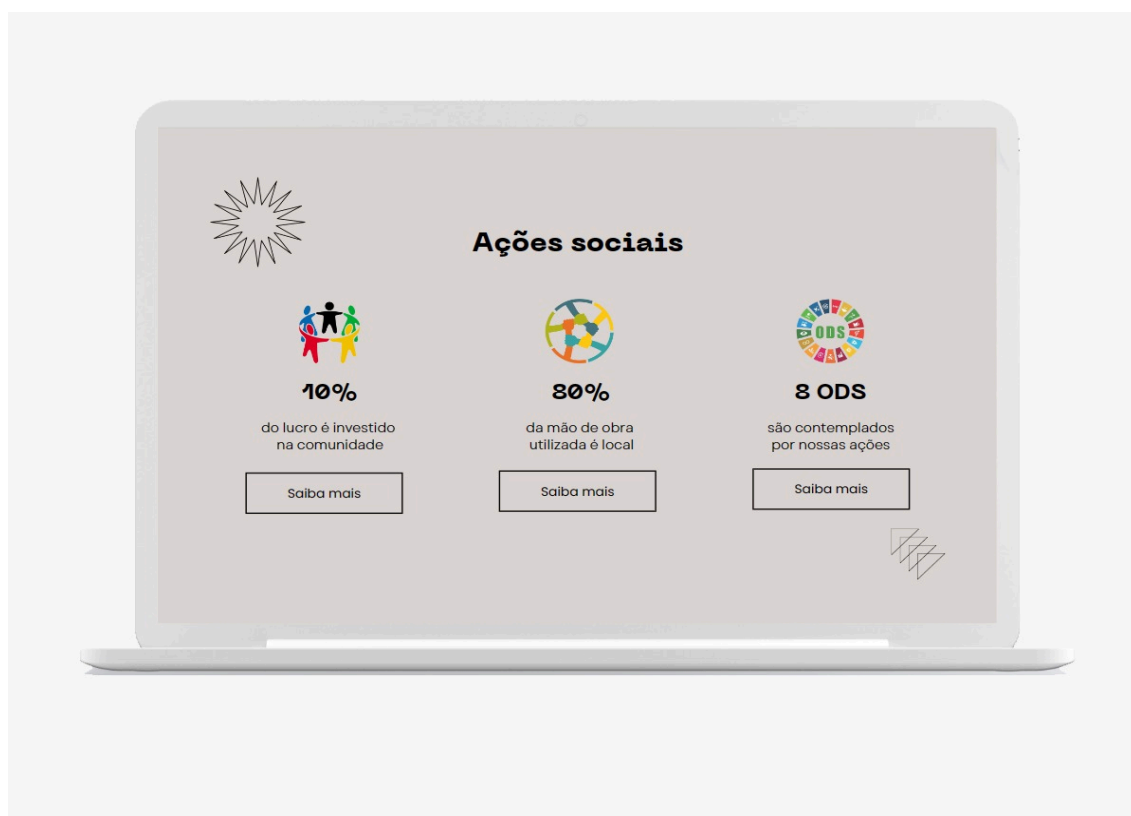 Ações sociais
ODS
10%
do lucro é investido
na comunidade
Saiba mais
80%
da mão de obra
utilizada é local
Saiba mais
8 ODS
são contemplados
por nossas ações
Saiba mais